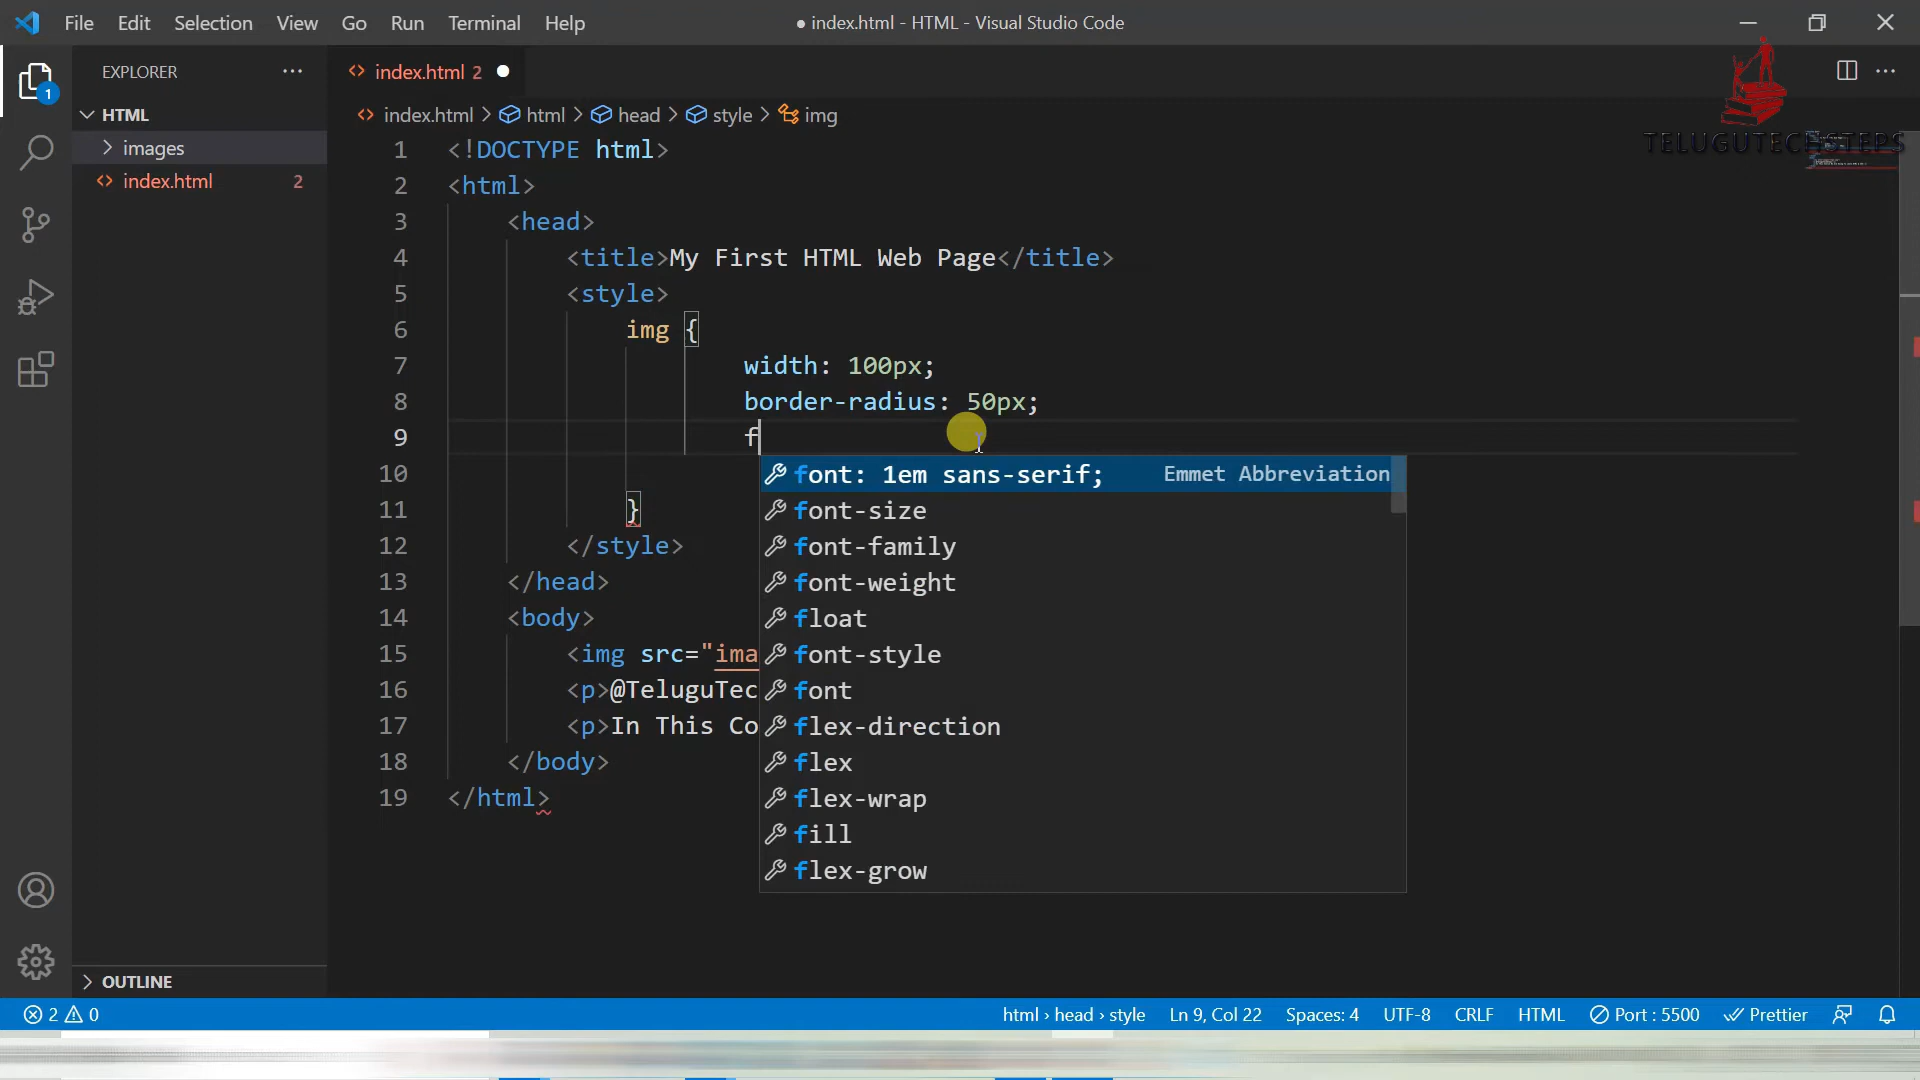 File Edit Selection View Go Run Terminal Help
● index.html - HTML - Visual Studio Code
EXPLORER
index.html 2
HTML
index.html > html > head > style > img
TELUGUTECHSTEPS
images
index.html 2
1 <!DOCTYPE html>
2 <html>
3 <head>
4 <title>My First HTML Web Page</title>
5 <style>
6 img {
7 width: 100px;
8 border-radius: 50px;
9 f
10
11 }
12 </style>
13 </head>
14 <body>
15 <img src="ima
16 <p>@TeluguTec
17 <p>In This Co
18 </body>
19 </html>
font: 1em sans-serif; Emmet Abbreviation
font-size
font-family
font-weight
float
font-style
font
flex-direction
flex
flex-wrap
fill
flex-grow
OUTLINE
1
2 0
html › head › style Ln 9, Col 22 Spaces: 4 UTF-8 CRLF HTML Port : 5500 Prettier